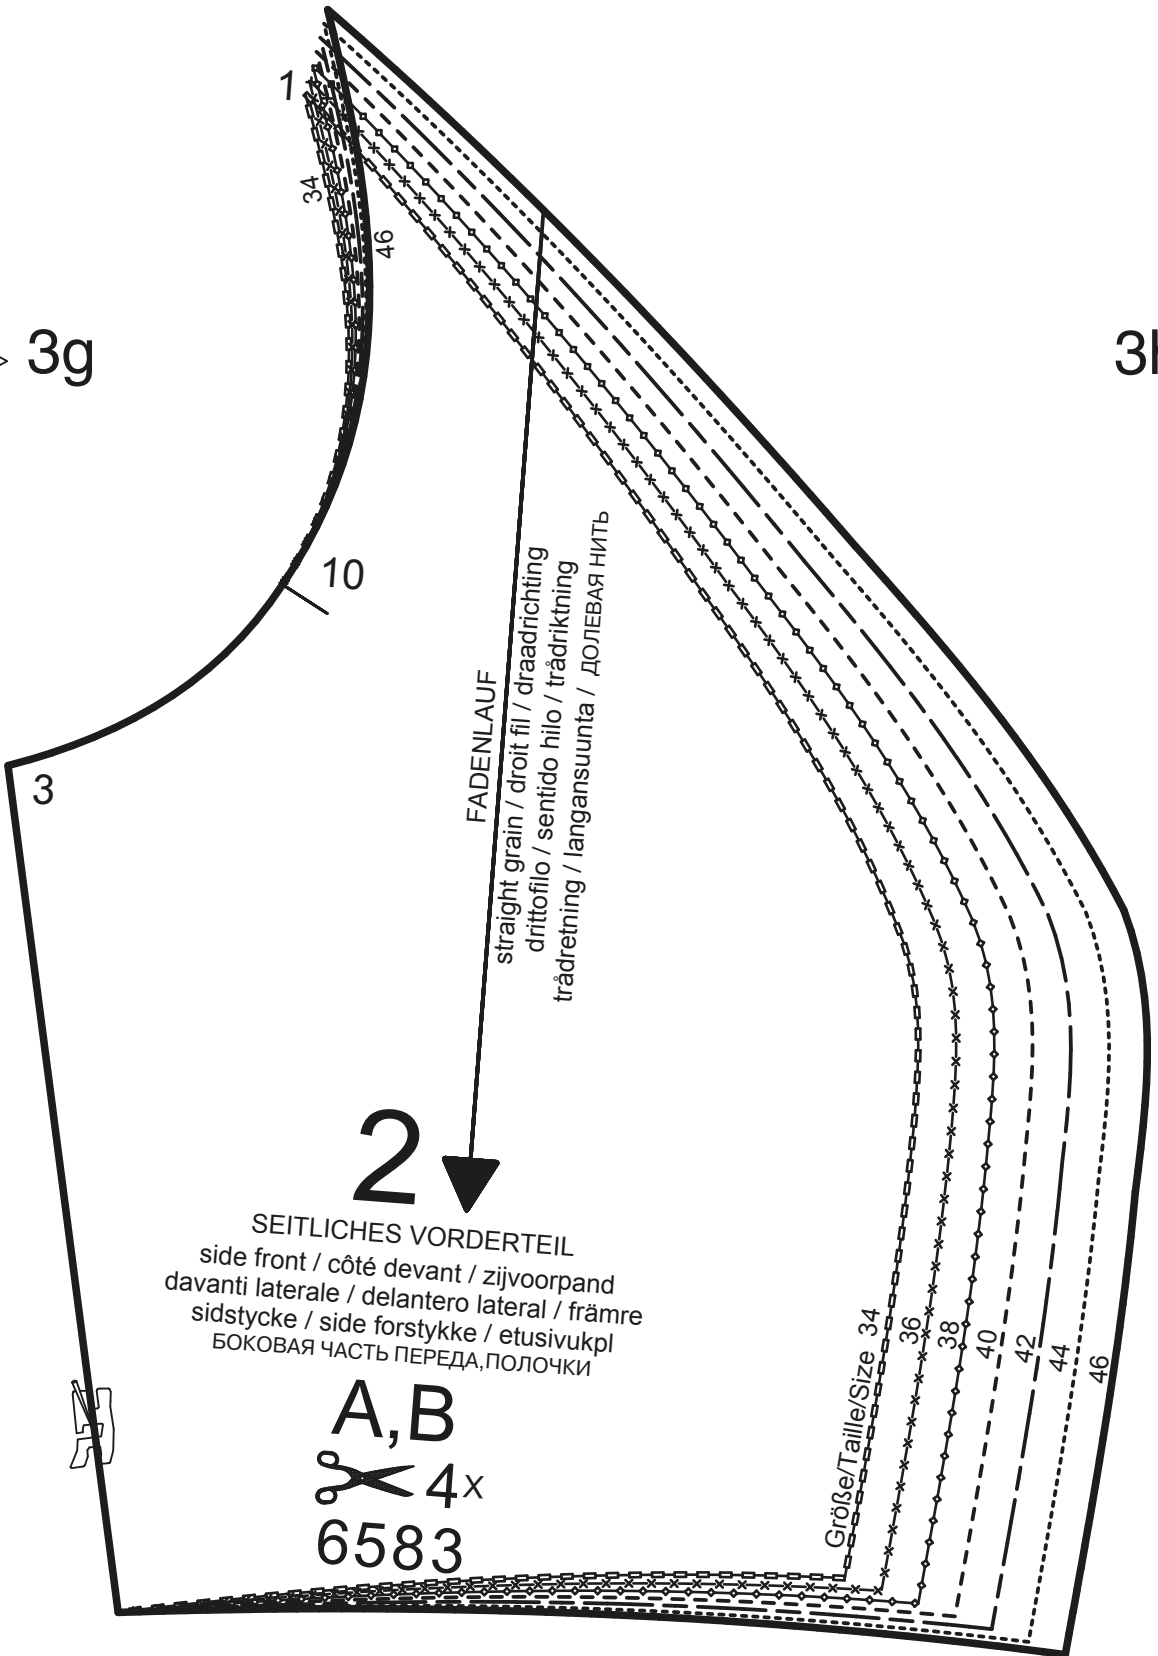 1
34
46
3g
10
3
FADENLAUF
straight grain / droit fil / draadrichting
drittofilo / sentido hilo / trådriktning
trådretning / langansuunta / ДОЛЕВАЯ НИТЬ
2
SEITLICHES VORDERTEIL
side front / côté devant / zijvoorpand
davanti laterale / delantero lateral / främre
sidstycke / side forstykke / etusivukpl
БОКОВАЯ ЧАСТЬ ПЕРЕДА,ПОЛОЧКИ
A,B
4x
6583
Größe/Taille/Size 34
36
38
40
42
44
46